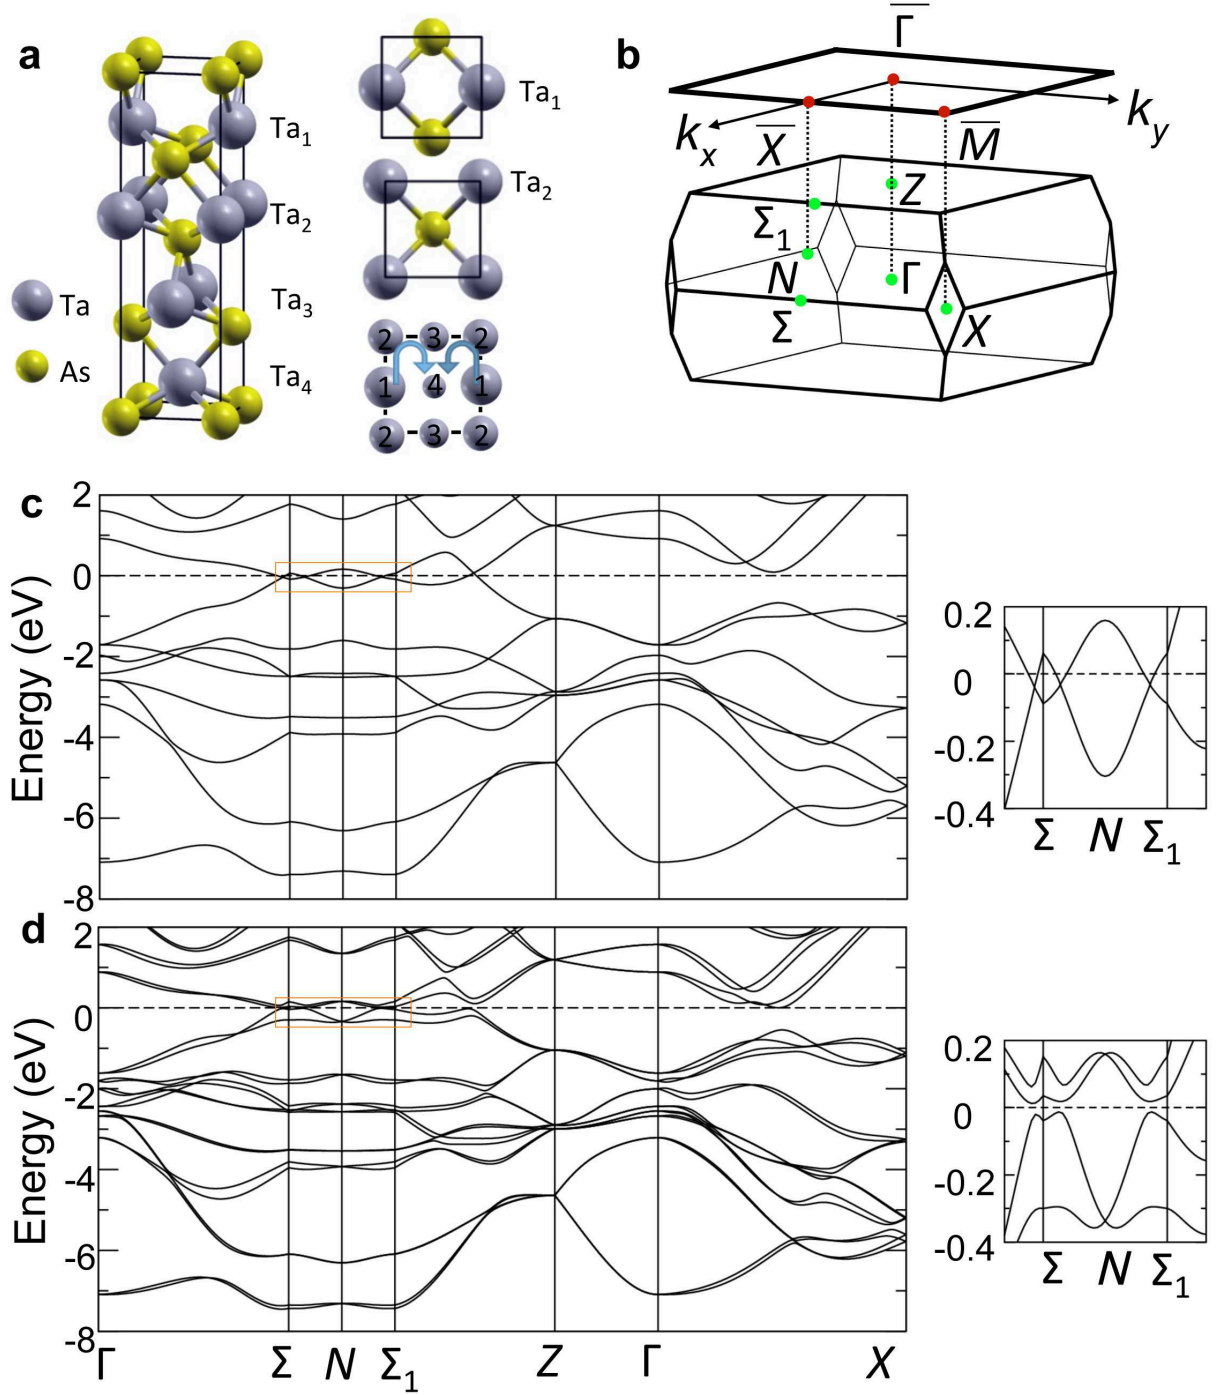 a
Ta1
Ta2
Ta3
Ta4
Ta
As
Ta1
Ta2
2 3 2
1 4 1
2 3 2
b
Γ̅
kx
X̅
M̅
ky
Z
Σ1
N
Γ
Σ
X
c
Energy (eV)
2
0
-2
-4
-6
-8
0.2
0
-0.2
-0.4
Σ N Σ1
d
Energy (eV)
2
0
-2
-4
-6
-8
Γ Σ N Σ1 Z Γ X
0.2
0
-0.2
-0.4
Σ N Σ1